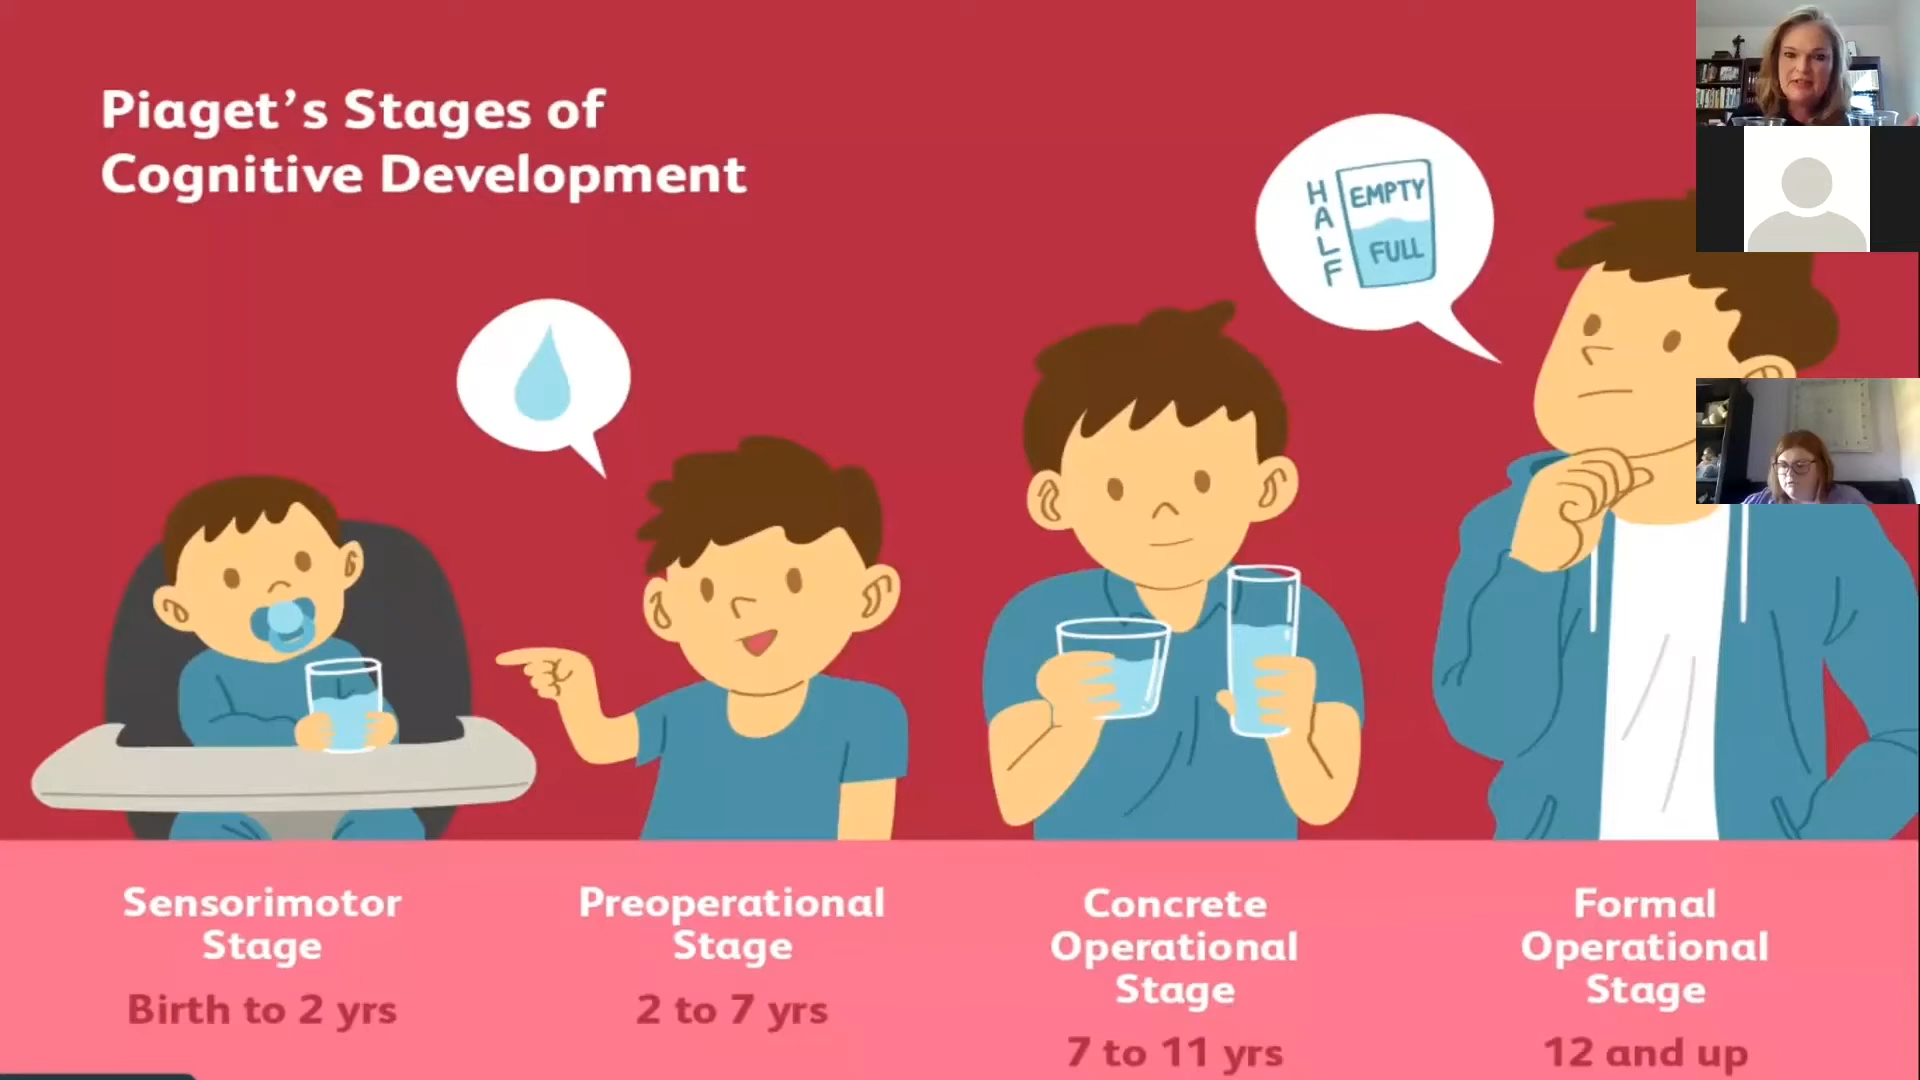 Piaget’s Stages of
Cognitive Development
HALF
EMPTY
FULL
Sensorimotor
Stage
Birth to 2 yrs
Preoperational
Stage
2 to 7 yrs
Concrete
Operational
Stage
7 to 11 yrs
Formal
Operational
Stage
12 and up